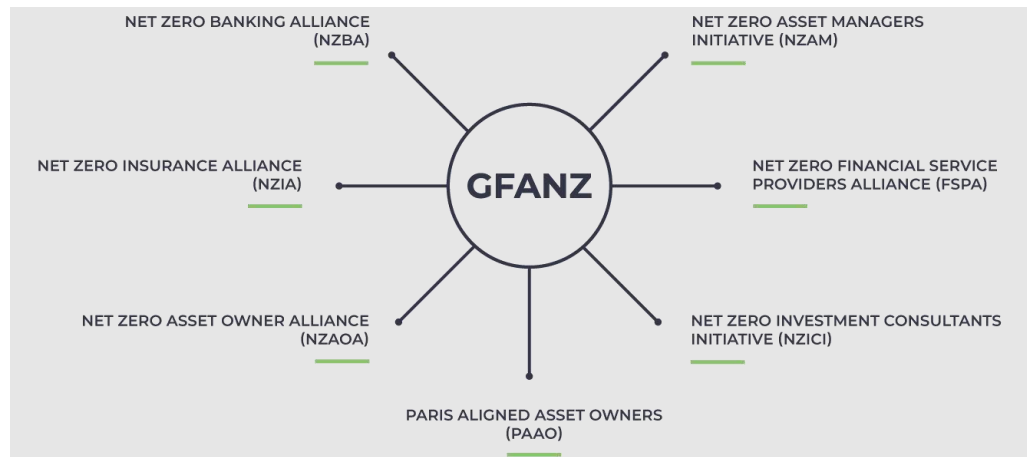 NET ZERO BANKING ALLIANCE
(NZBA)
NET ZERO ASSET MANAGERS
INITIATIVE (NZAM)
NET ZERO INSURANCE ALLIANCE
(NZIA)
GFANZ
NET ZERO FINANCIAL SERVICE
PROVIDERS ALLIANCE (FSPA)
NET ZERO ASSET OWNER ALLIANCE
(NZAOA)
NET ZERO INVESTMENT CONSULTANTS
INITIATIVE (NZICI)
PARIS ALIGNED ASSET OWNERS
(PAAO)